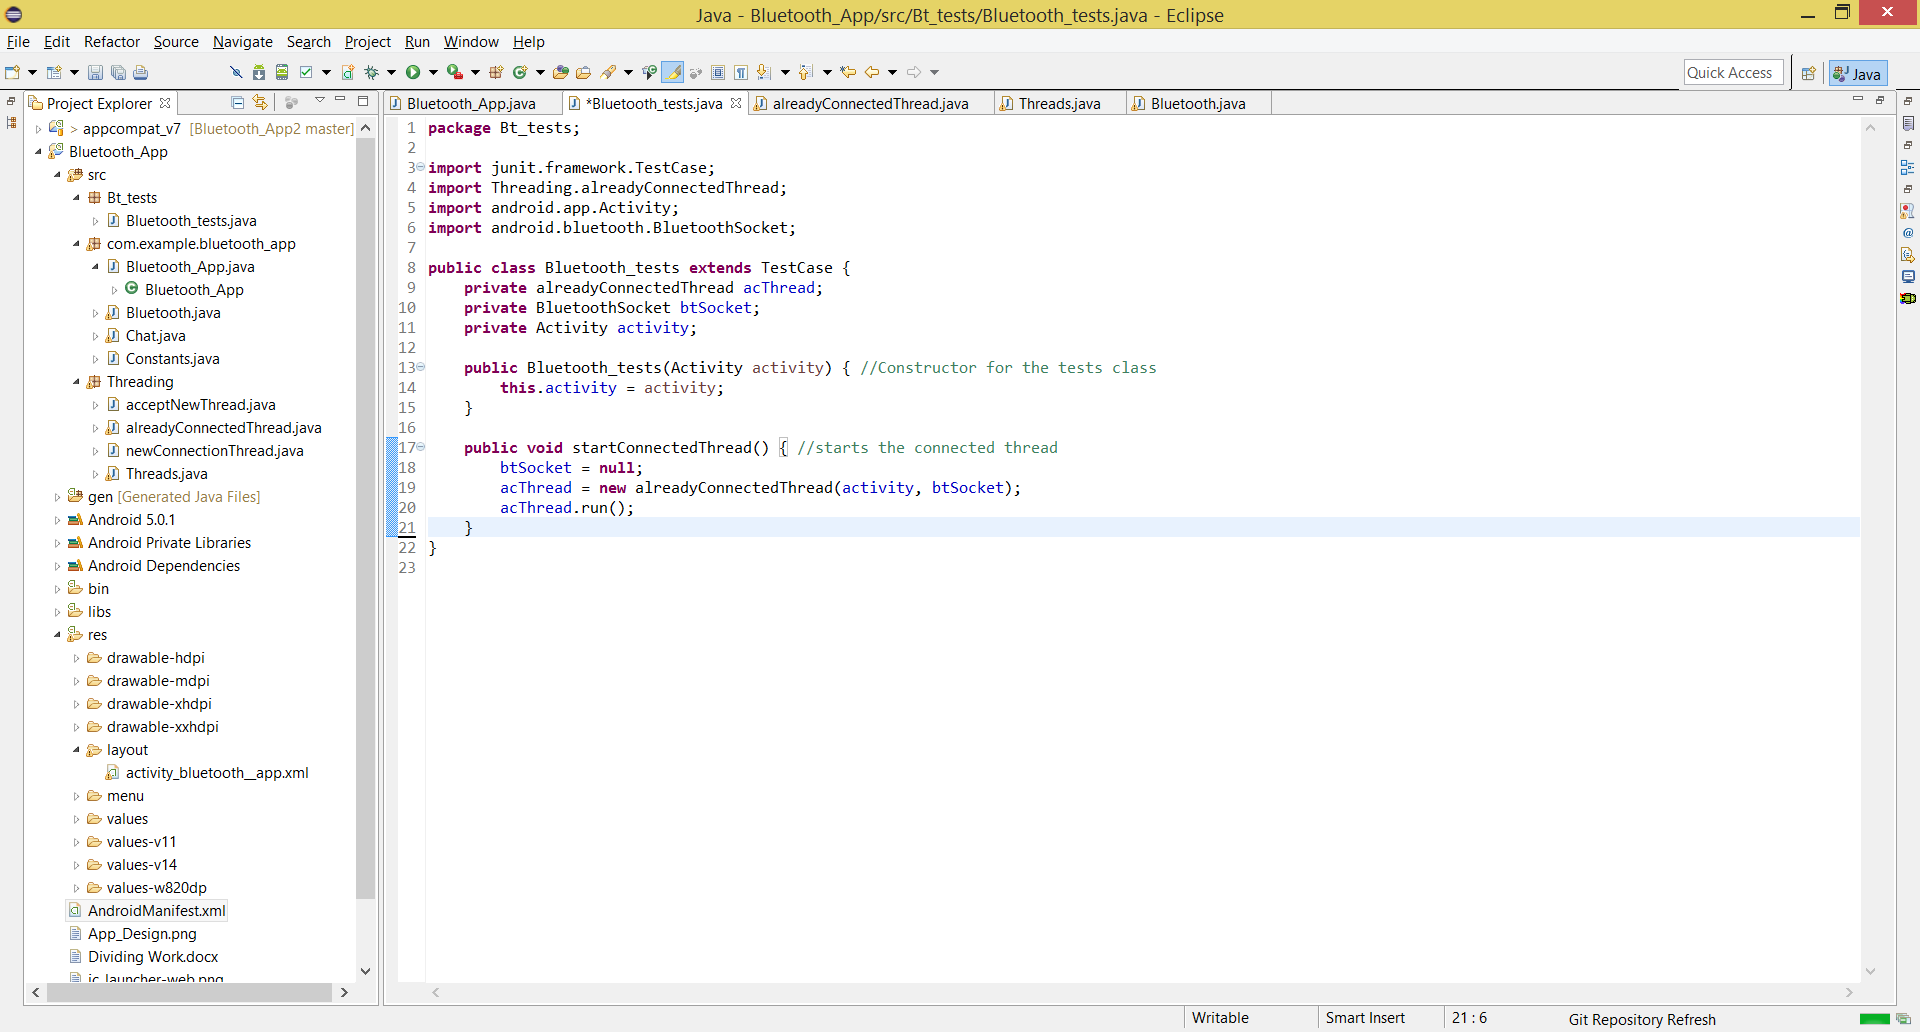 Java - Bluetooth_App/src/Bt_tests/Bluetooth_tests.java - Eclipse
File Edit Refactor Source Navigate Search Project Run Window Help
Quick Access
Java
Project Explorer
> appcompat_v7 [Bluetooth_App2 master]
Bluetooth_App
src
Bt_tests
Bluetooth_tests.java
com.example.bluetooth_app
Bluetooth_App.java
Bluetooth_App
Bluetooth.java
Chat.java
Constants.java
Threading
acceptNewThread.java
alreadyConnectedThread.java
newConnectionThread.java
Threads.java
gen [Generated Java Files]
Android 5.0.1
Android Private Libraries
Android Dependencies
bin
libs
res
drawable-hdpi
drawable-mdpi
drawable-xhdpi
drawable-xxhdpi
layout
activity_bluetooth__app.xml
menu
values
values-v11
values-v14
values-w820dp
AndroidManifest.xml
App_Design.png
Dividing Work.docx
ic_launcher-web.png
Bluetooth_App.java *Bluetooth_tests.java alreadyConnectedThread.java Threads.java Bluetooth.java
1 package Bt_tests;
2
3 import junit.framework.TestCase;
4 import Threading.alreadyConnectedThread;
5 import android.app.Activity;
6 import android.bluetooth.BluetoothSocket;
7
8 public class Bluetooth_tests extends TestCase {
9 private alreadyConnectedThread acThread;
10 private BluetoothSocket btSocket;
11 private Activity activity;
12
13 public Bluetooth_tests(Activity activity) { //Constructor for the tests class
14 this.activity = activity;
15 }
16
17 public void startConnectedThread() { //starts the connected thread
18 btSocket = null;
19 acThread = new alreadyConnectedThread(activity, btSocket);
20 acThread.run();
21 }
22 }
23
Writable Smart Insert 21 : 6 Git Repository Refresh